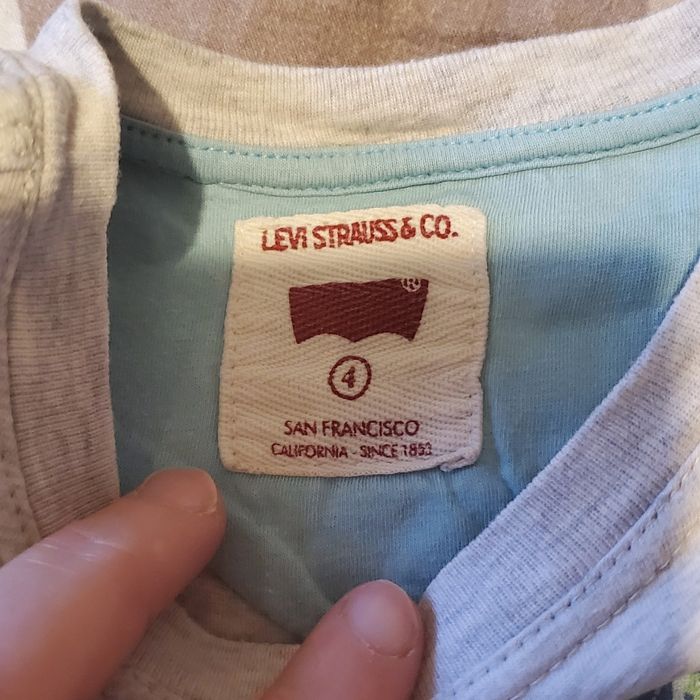 LEVI STRAUSS & CO.
®
4
SAN FRANCISCO
CALIFORNIA - SINCE 1853